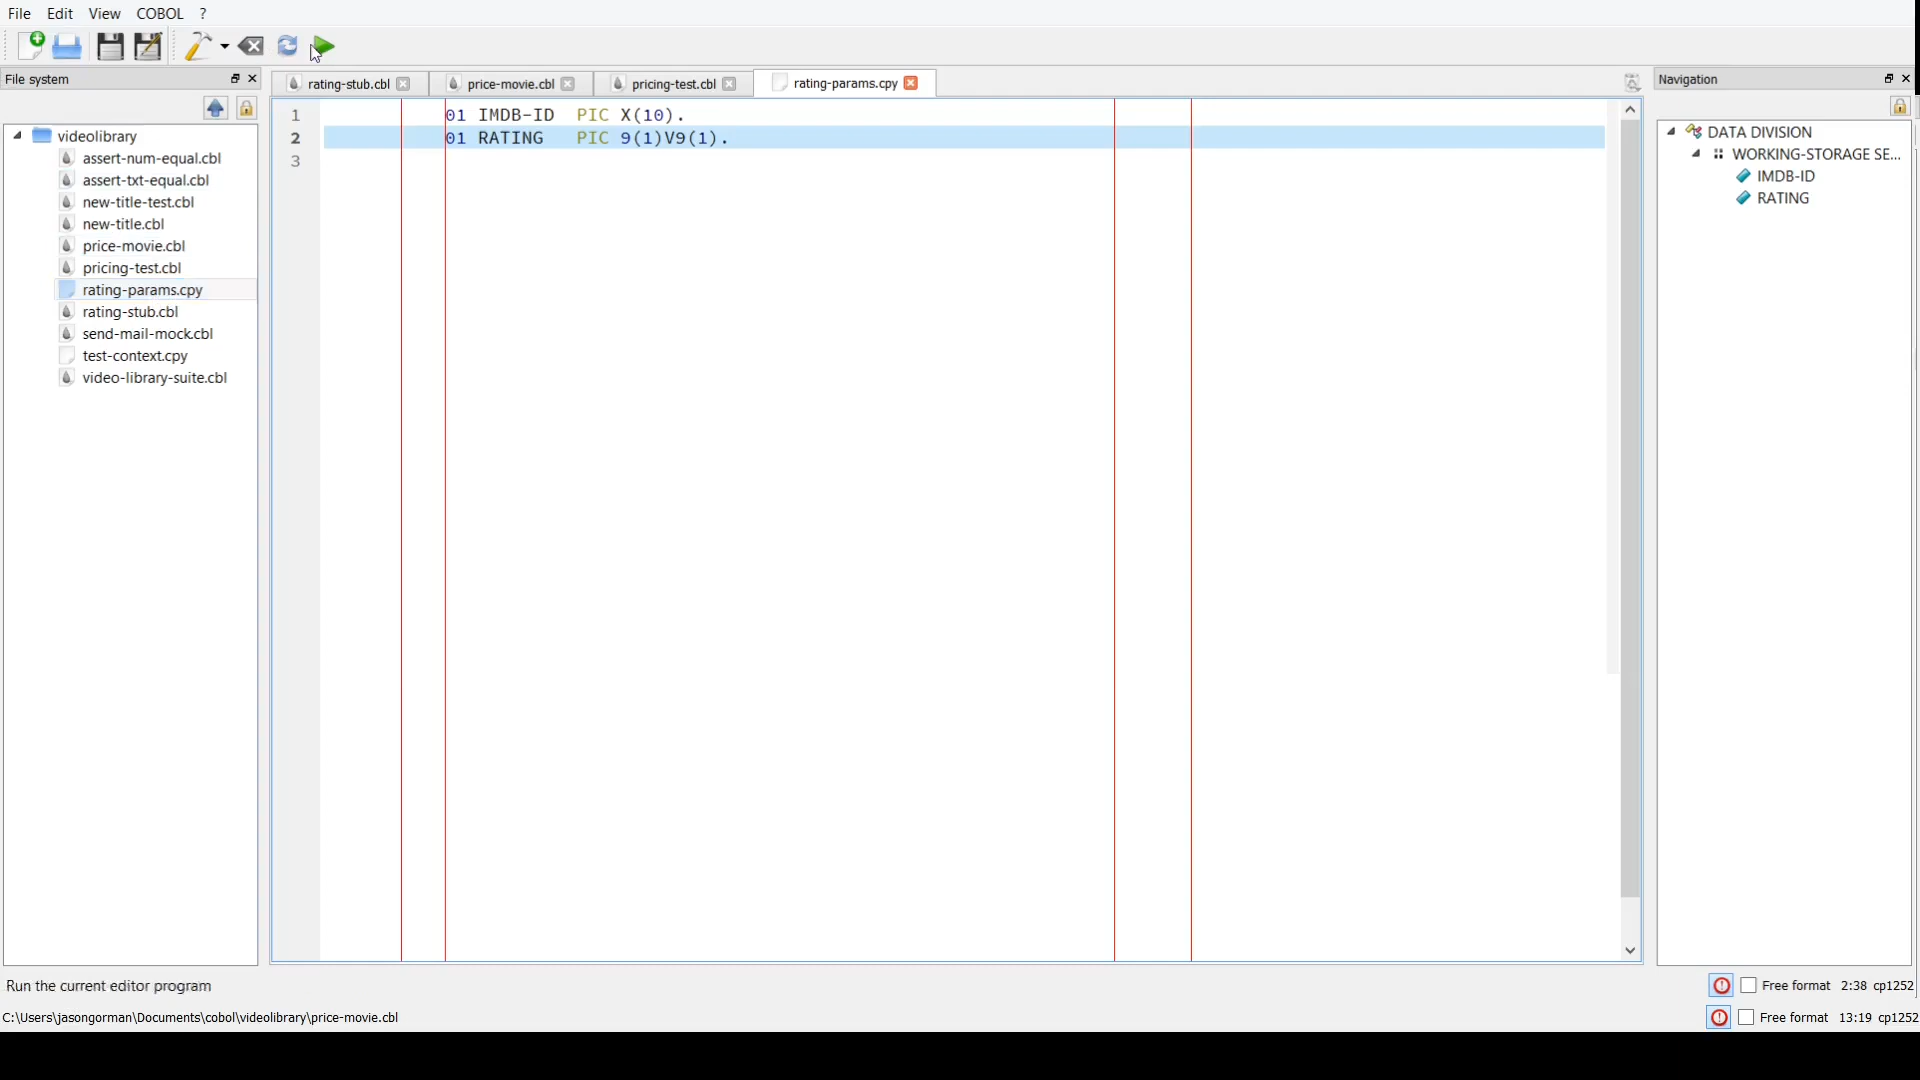 File Edit View COBOL ?
File system
rating-stub.cbl price-movie.cbl pricing-test.cbl rating-params.cpy
Navigation
videolibrary
assert-num-equal.cbl
assert-txt-equal.cbl
new-title-test.cbl
new-title.cbl
price-movie.cbl
pricing-test.cbl
rating-params.cpy
rating-stub.cbl
send-mail-mock.cbl
test-context.cpy
video-library-suite.cbl
1 01 IMDB-ID PIC X(10).
2 01 RATING PIC 9(1)V9(1).
3
DATA DIVISION
WORKING-STORAGE SE...
IMDB-ID
RATING
Run the current editor program
Free format 2:38 cp1252
C:\Users\jasongorman\Documents\cobol\videolibrary\price-movie.cbl
Free format 13:19 cp1252